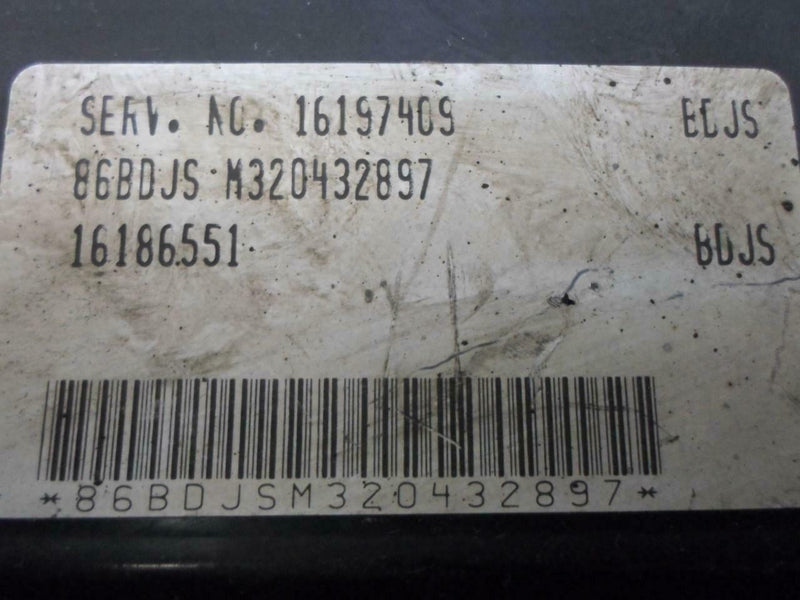 SERV. NO. 16197409 BDJS
86BDJS M320432897
16186551 BDJS
*86BDJSM320432897*